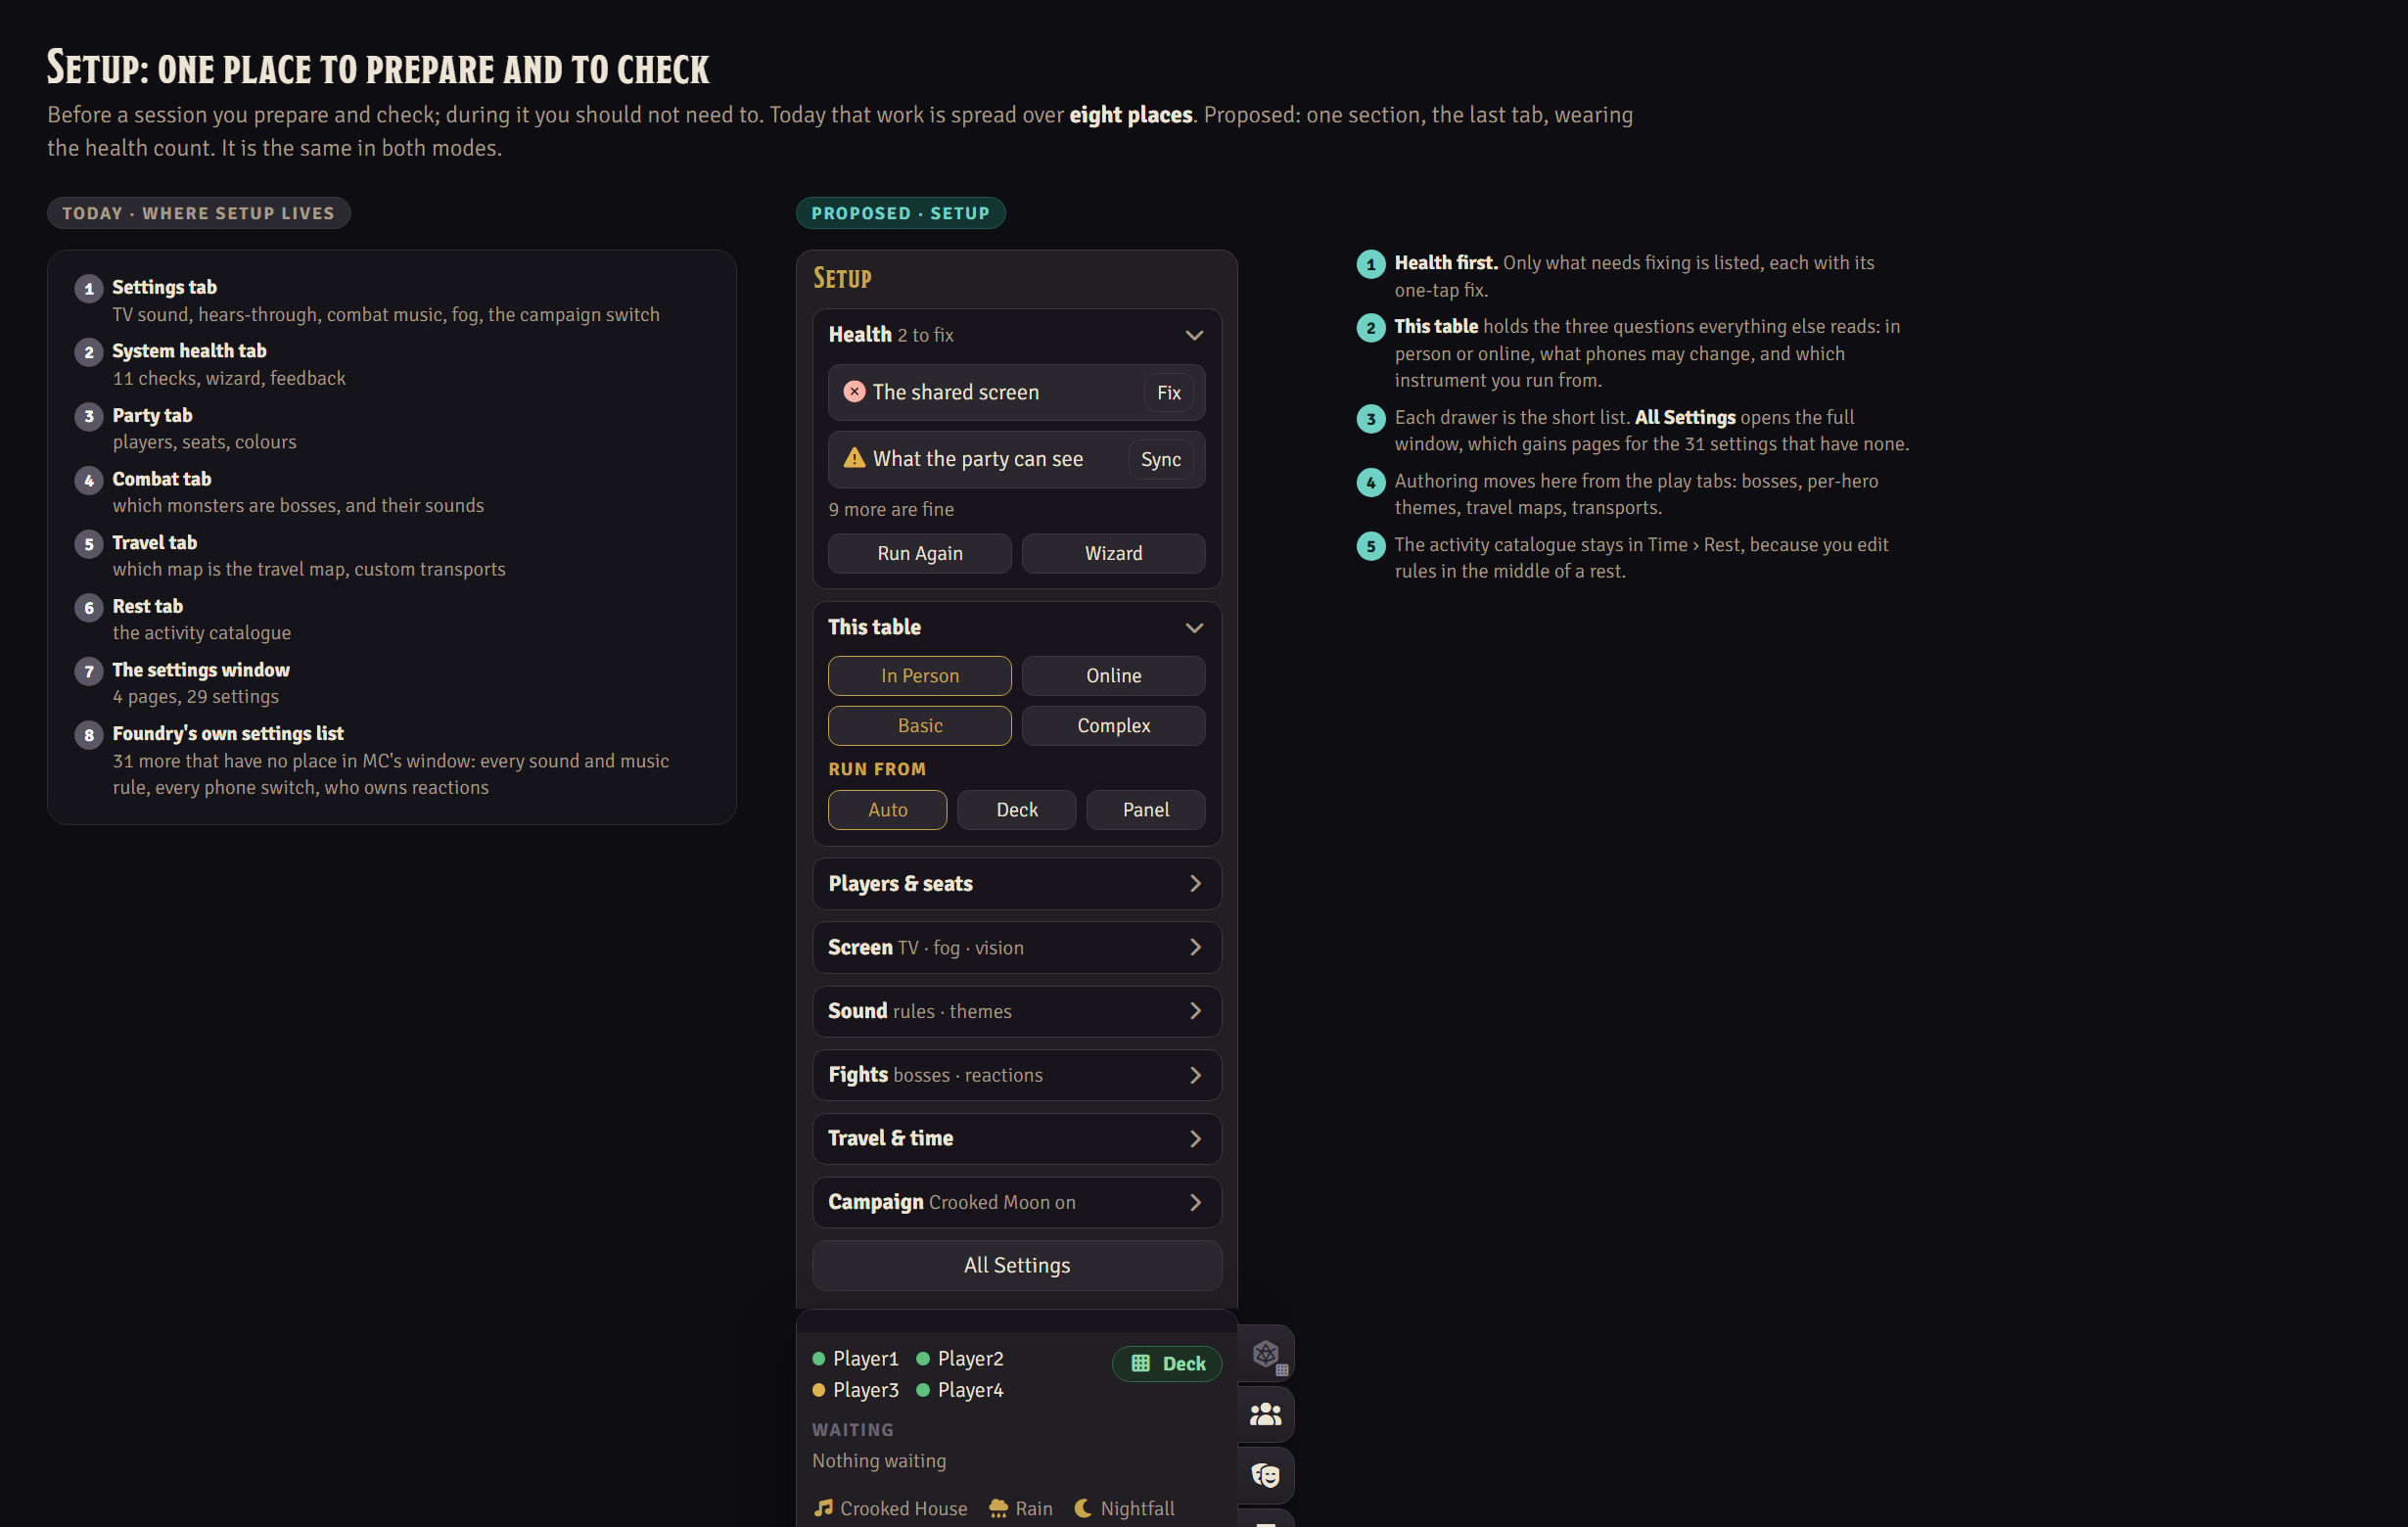 Setup: one place to prepare and to check
Before a session you prepare and check; during it you should not need to. Today that work is spread over eight places. Proposed: one section, the last tab, wearing
the health count. It is the same in both modes.
TODAY · WHERE SETUP LIVES
1 Settings tab
TV sound, hears-through, combat music, fog, the campaign switch
2 System health tab
11 checks, wizard, feedback
3 Party tab
players, seats, colours
4 Combat tab
which monsters are bosses, and their sounds
5 Travel tab
which map is the travel map, custom transports
6 Rest tab
the activity catalogue
7 The settings window
4 pages, 29 settings
8 Foundry's own settings list
31 more that have no place in MC's window: every sound and music
rule, every phone switch, who owns reactions
PROPOSED · SETUP
Setup
Health 2 to fix
The shared screen Fix
What the party can see Sync
9 more are fine
Run Again Wizard
This table
In Person Online
Basic Complex
RUN FROM
Auto Deck Panel
Players & seats
Screen TV · fog · vision
Sound rules · themes
Fights bosses · reactions
Travel & time
Campaign Crooked Moon on
All Settings
Player1 Player2 Deck
Player3 Player4
WAITING
Nothing waiting
Crooked House Rain Nightfall
1 Health first. Only what needs fixing is listed, each with its
one-tap fix.
2 This table holds the three questions everything else reads: in
person or online, what phones may change, and which
instrument you run from.
3 Each drawer is the short list. All Settings opens the full
window, which gains pages for the 31 settings that have none.
4 Authoring moves here from the play tabs: bosses, per-hero
themes, travel maps, transports.
5 The activity catalogue stays in Time › Rest, because you edit
rules in the middle of a rest.